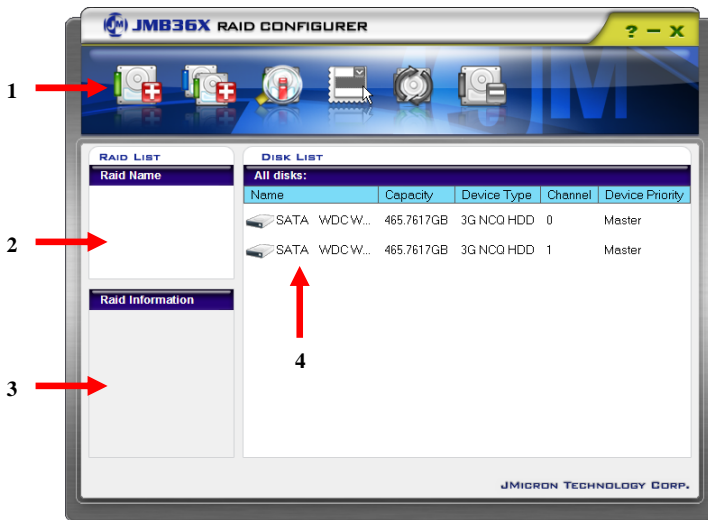 JMB36X RAID CONFIGURER
? – X
1
RAID LIST
Raid Name
2
Raid Information
3
DISK LIST
All disks:
Name Capacity Device Type Channel Device Priority
SATA WDC W... 465.7617GB 3G NCQ HDD 0 Master
SATA WDC W... 465.7617GB 3G NCQ HDD 1 Master
4
JMICRON TECHNOLOGY CORP.